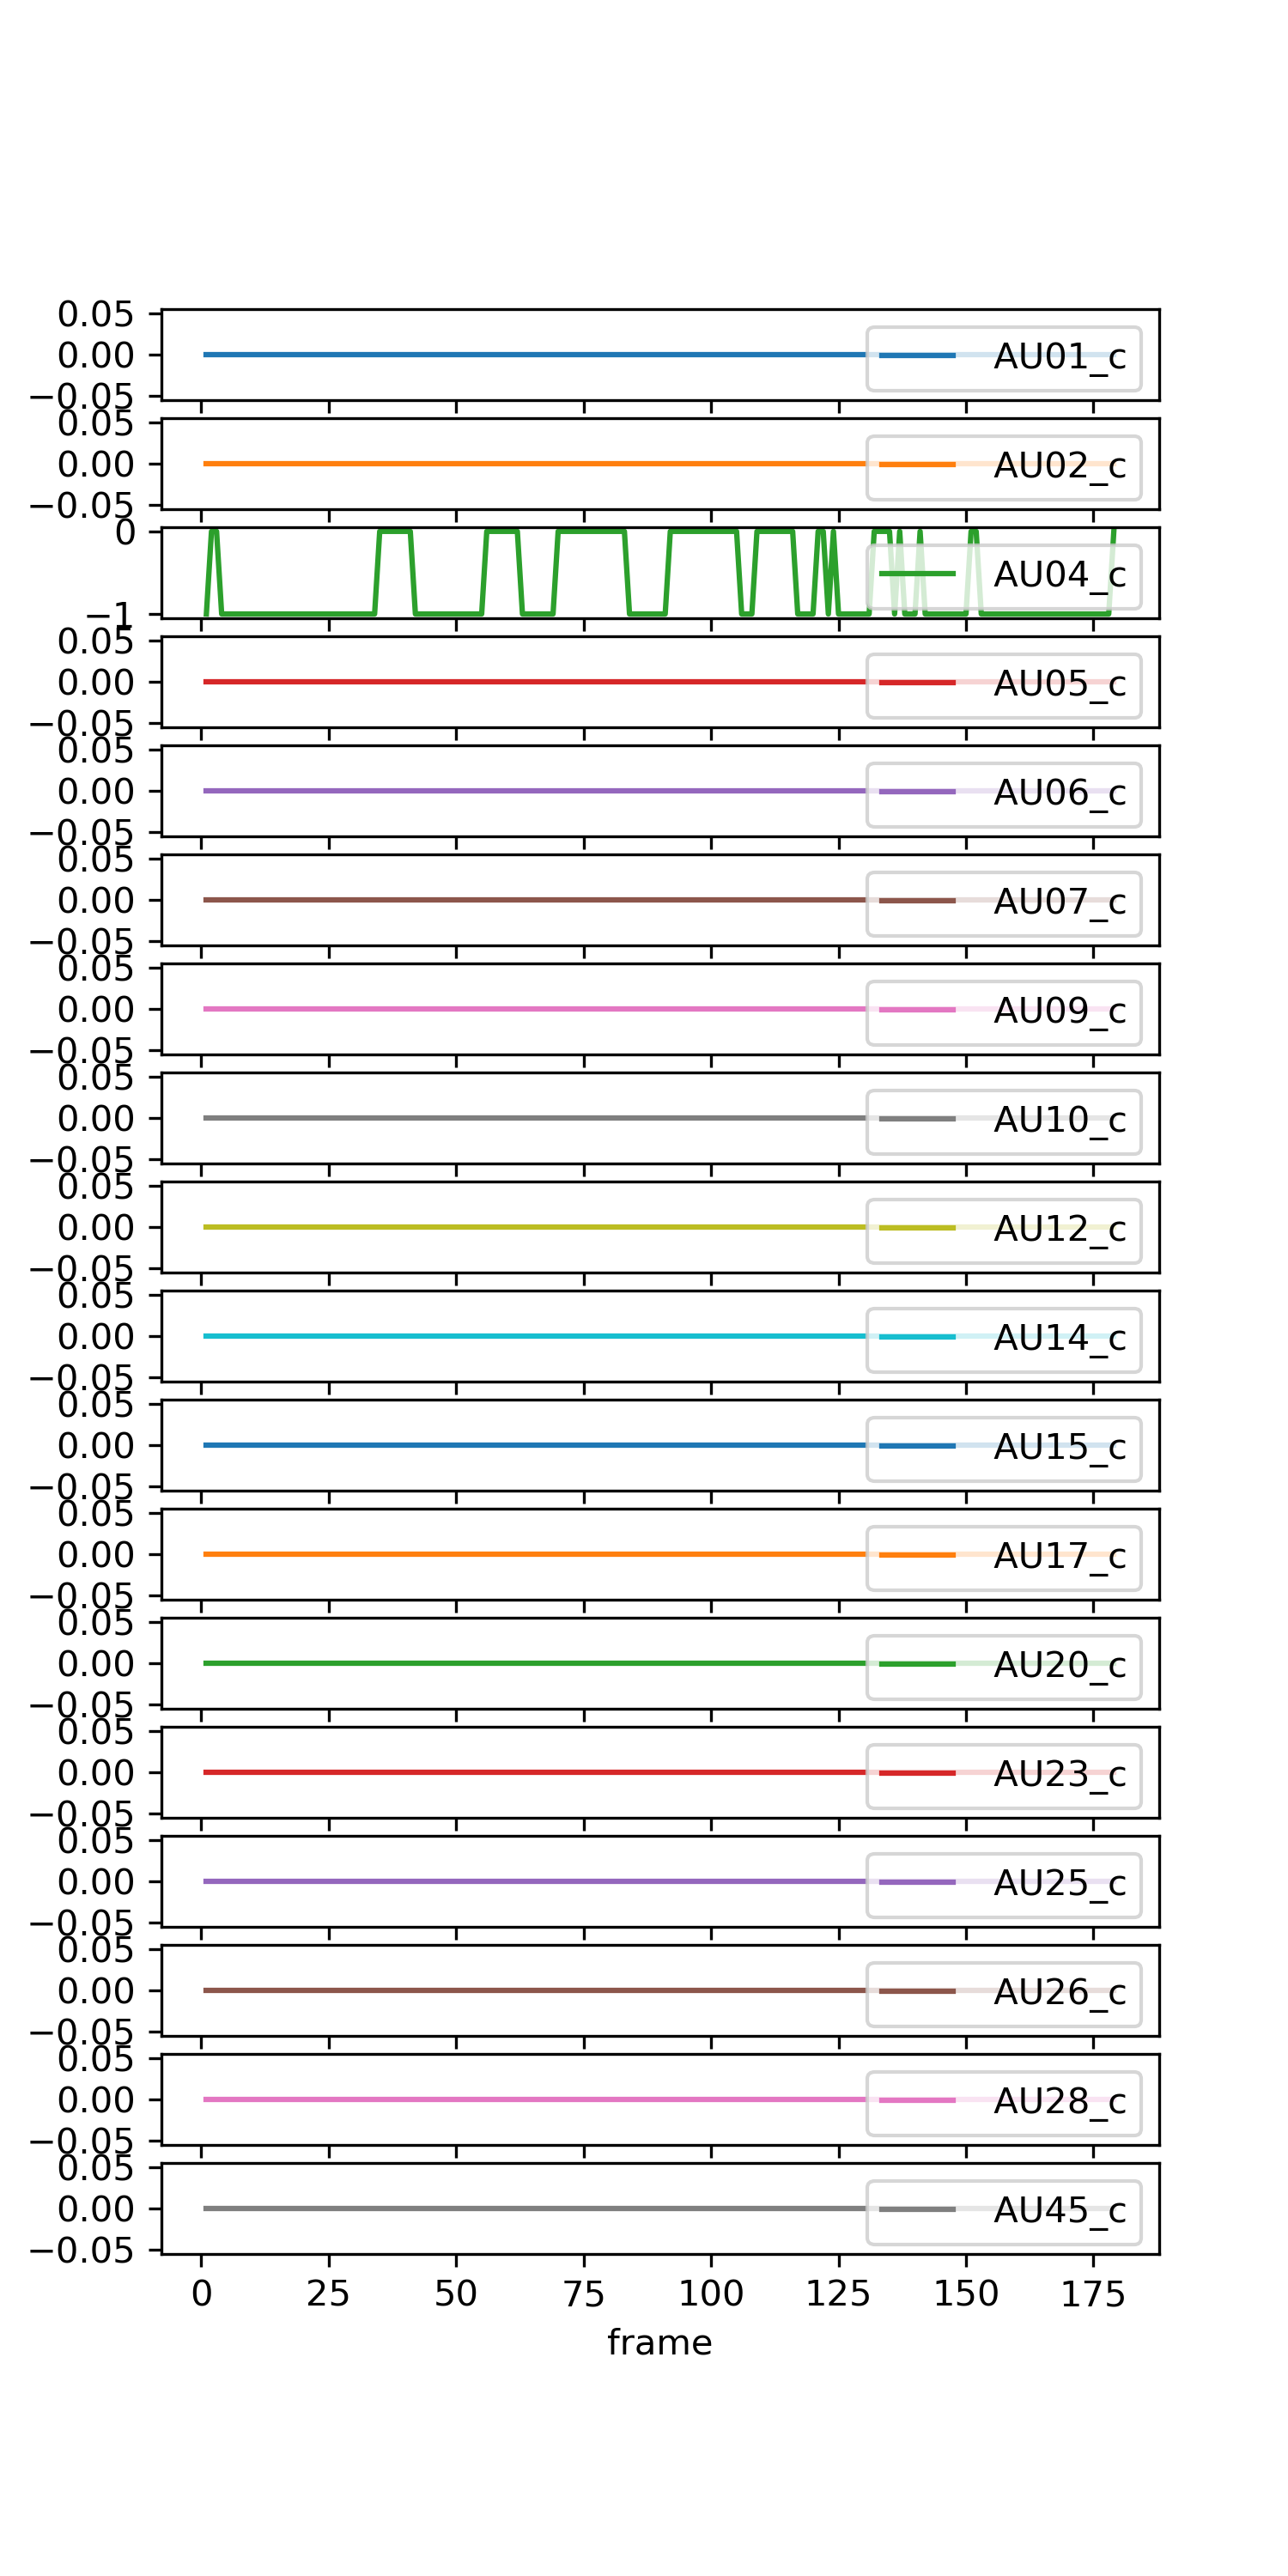 0.05
0.00 AU01_c
−0.05
0.05
0.00 AU02_c
−0.05
0
AU04_c
−1
0.05
0.00 AU05_c
−0.05
0.05
0.00 AU06_c
−0.05
0.05
0.00 AU07_c
−0.05
0.05
0.00 AU09_c
−0.05
0.05
0.00 AU10_c
−0.05
0.05
0.00 AU12_c
−0.05
0.05
0.00 AU14_c
−0.05
0.05
0.00 AU15_c
−0.05
0.05
0.00 AU17_c
−0.05
0.05
0.00 AU20_c
−0.05
0.05
0.00 AU23_c
−0.05
0.05
0.00 AU25_c
−0.05
0.05
0.00 AU26_c
−0.05
0.05
0.00 AU28_c
−0.05
0.05
0.00 AU45_c
−0.05
0 25 50 75 100 125 150 175
frame